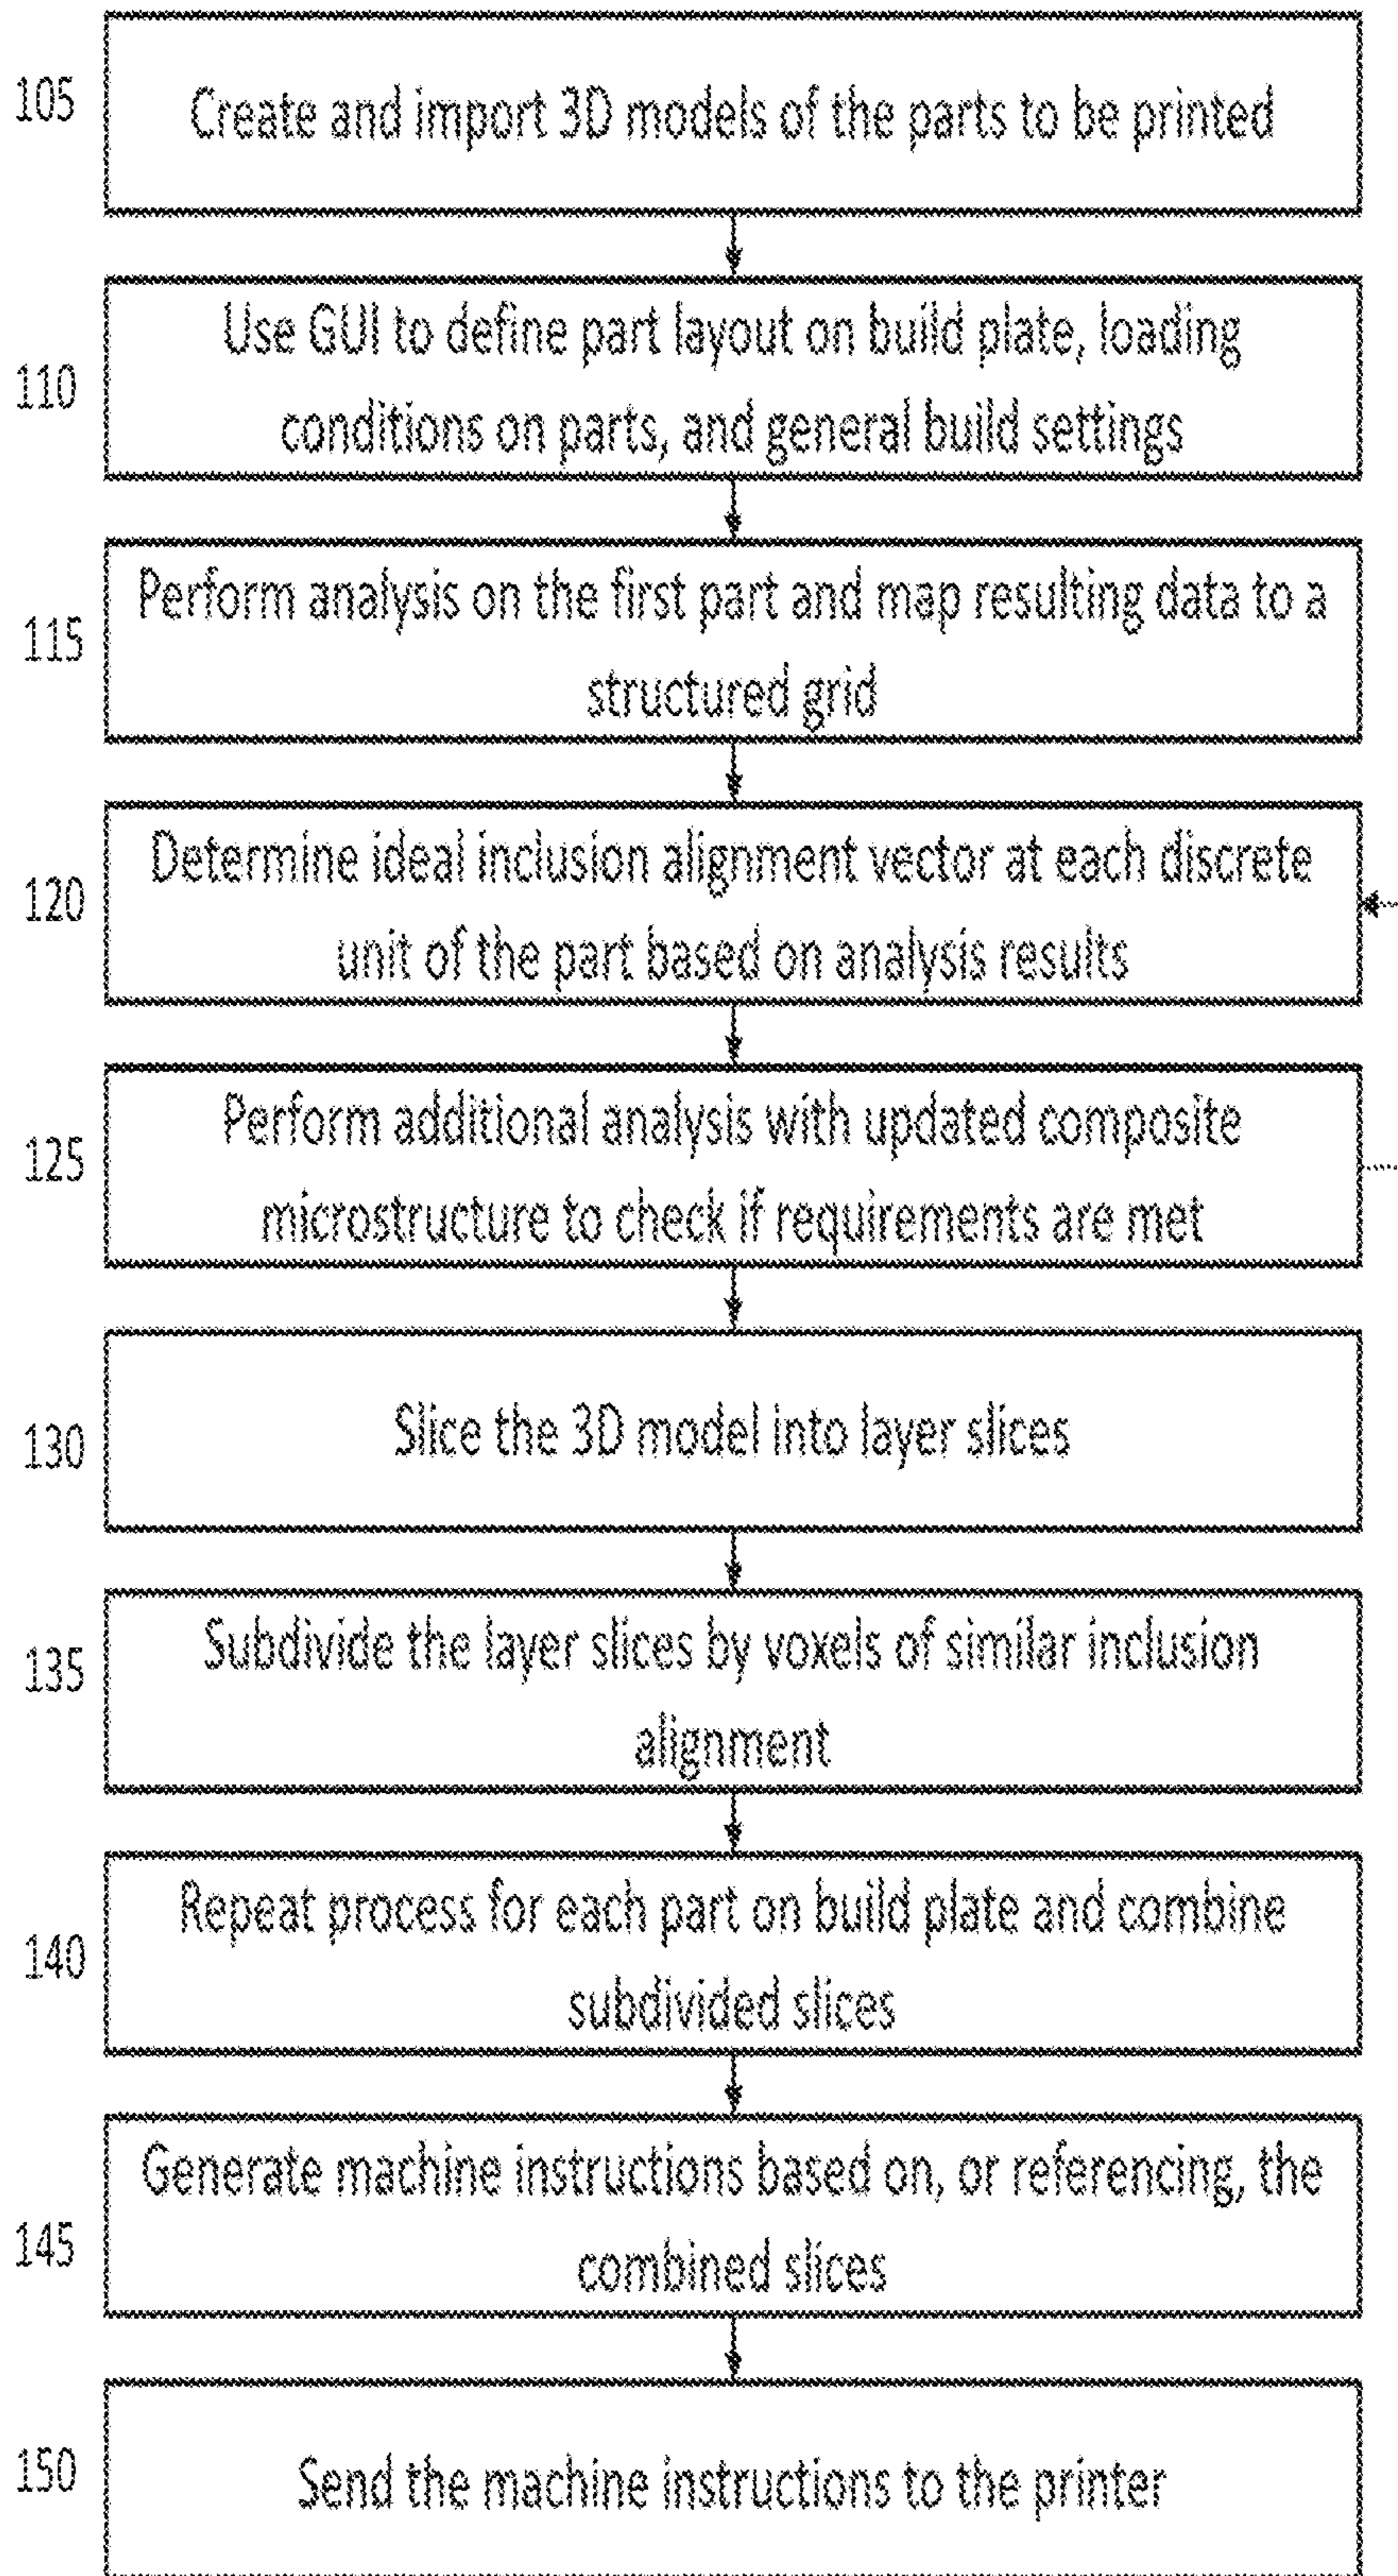 105
Create and import 3D models of the parts to be printed
110
Use GUI to define part layout on build plate, loading
conditions on parts, and general build settings
115
Perform analysis on the first part and map resulting data to a
structured grid
120
Determine ideal inclusion alignment vector at each discrete
unit of the part based on analysis results
125
Perform additional analysis with updated composite
microstructure to check if requirements are met
130
Slice the 3D model into layer slices
135
Subdivide the layer slices by voxels of similar inclusion
alignment
140
Repeat process for each part on build plate and combine
subdivided slices
145
Generate machine instructions based on, or referencing, the
combined slices
150
Send the machine instructions to the printer